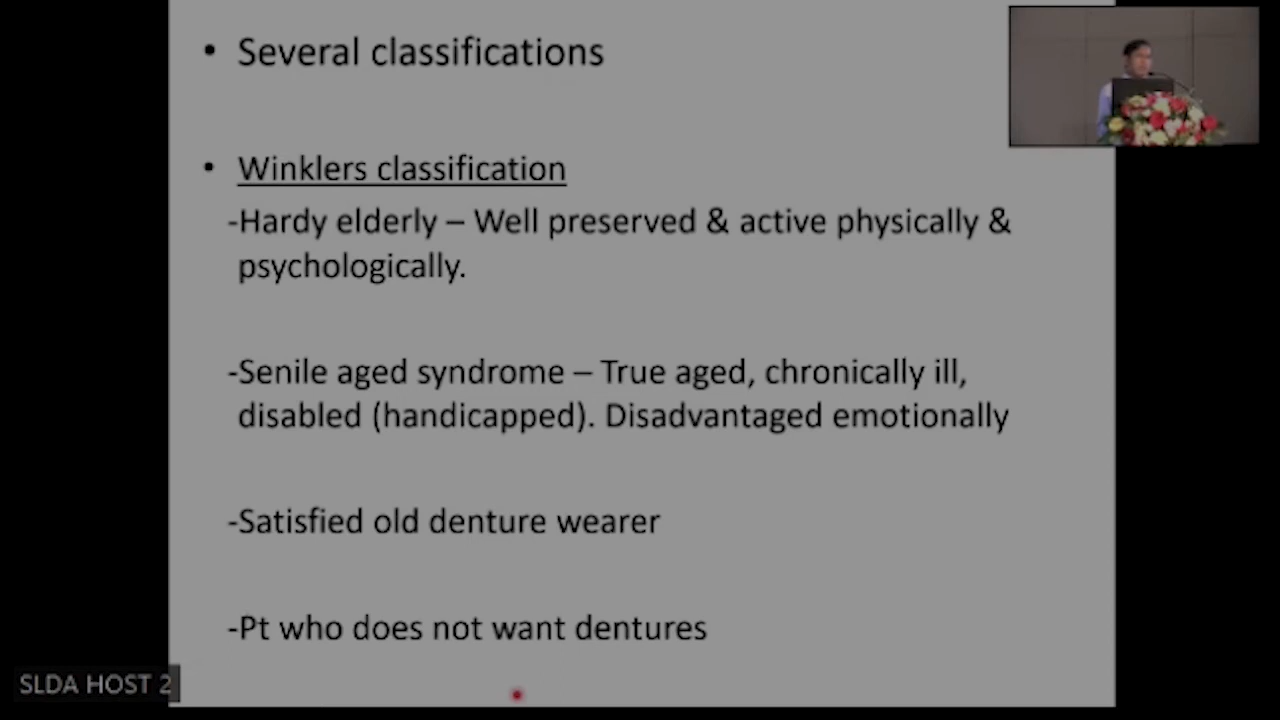 • Several classifications
• Winklers classification
-Hardy elderly – Well preserved & active physically &
psychologically.
-Senile aged syndrome – True aged, chronically ill,
disabled (handicapped). Disadvantaged emotionally
-Satisfied old denture wearer
-Pt who does not want dentures
SLDA HOST 2